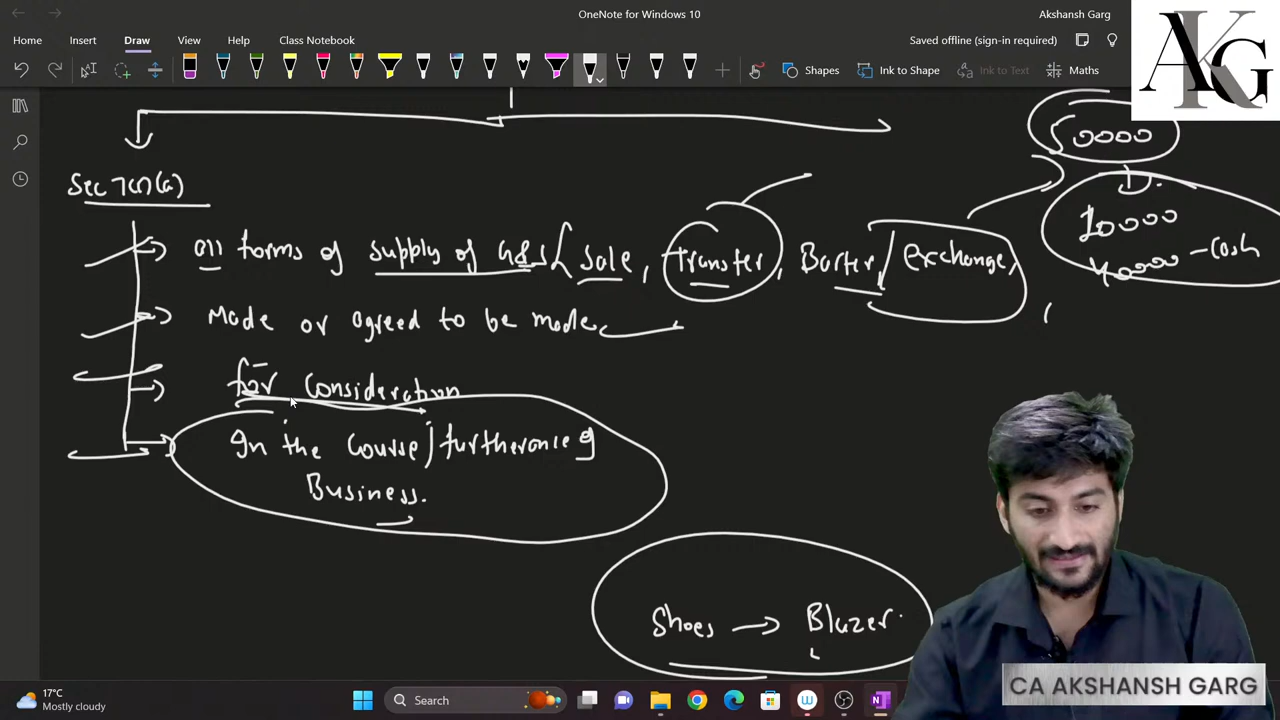 OneNote for Windows 10
Akshansh Garg
Home Insert Draw View Help Class Notebook
Saved offline (sign-in required)
Shapes Ink to Shape Ink to Text Maths
AKG
50000
Sec 7(1)(a)
10000
40000 - Cash
all forms of supply of G&S ( Sale, transfer, Barter / exchange,
Made or agreed to be made
for Consideration
In the Course / furtherance of
Business.
Shoes → Blazer.
CA AKSHANSH GARG
17°C
Mostly cloudy
Search